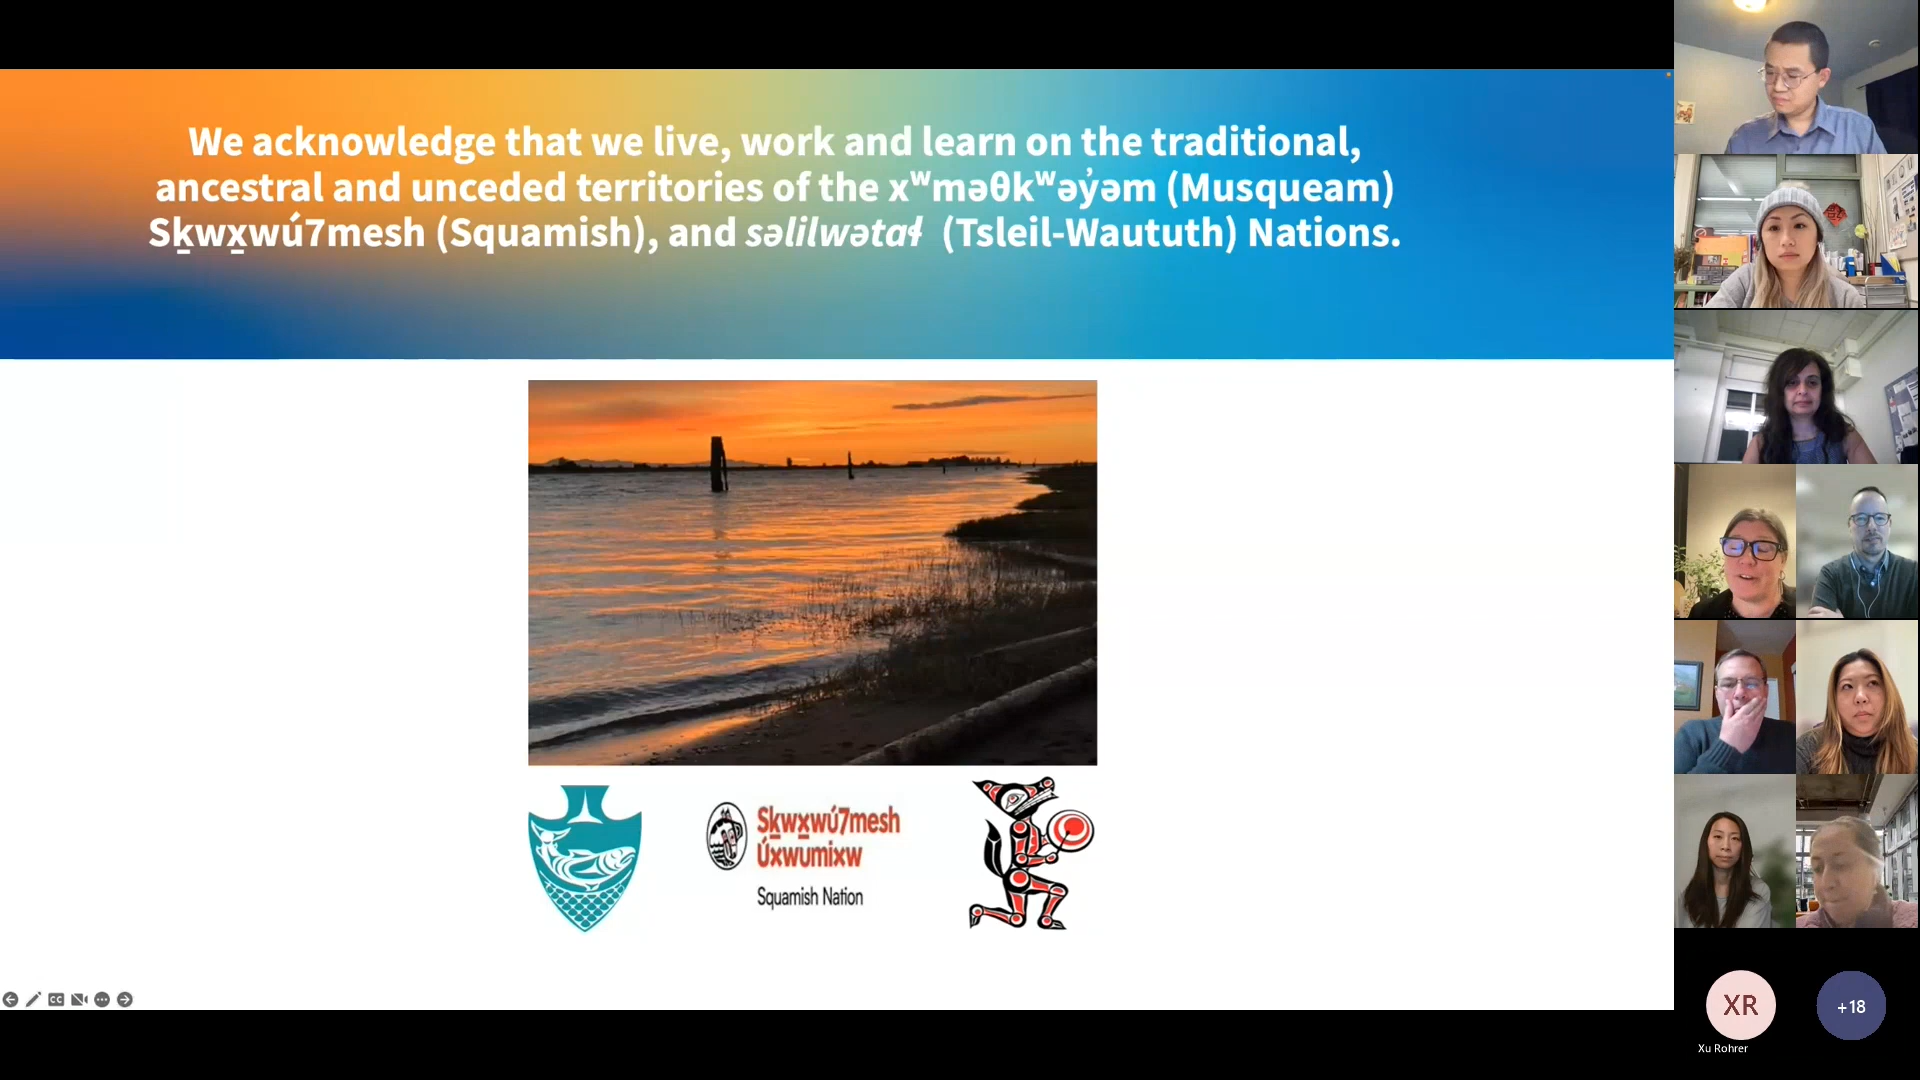 We acknowledge that we live, work and learn on the traditional,
ancestral and unceded territories of the xʷməθkʷəy̓əm (Musqueam)
Sḵwx̱wú7mesh (Squamish), and səlilwətaɬ (Tsleil-Waututh) Nations.
Sḵwx̱wú7mesh
Úxwumixw
Squamish Nation
CC
XR
+18
Xu Rohrer